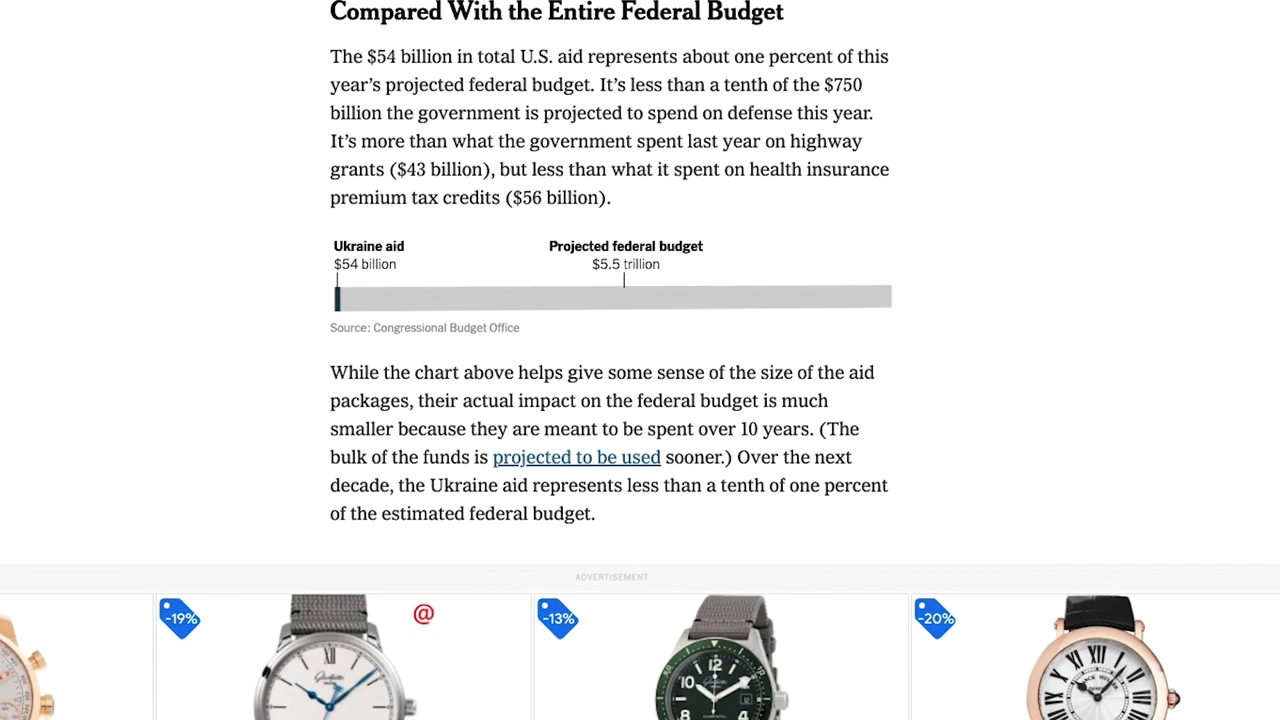 Compared With the Entire Federal Budget
The $54 billion in total U.S. aid represents about one percent of this
year’s projected federal budget. It’s less than a tenth of the $750
billion the government is projected to spend on defense this year.
It’s more than what the government spent last year on highway
grants ($43 billion), but less than what it spent on health insurance
premium tax credits ($56 billion).
Ukraine aid
$54 billion
Projected federal budget
$5.5 trillion
Source: Congressional Budget Office
While the chart above helps give some sense of the size of the aid
packages, their actual impact on the federal budget is much
smaller because they are meant to be spent over 10 years. (The
bulk of the funds is projected to be used sooner.) Over the next
decade, the Ukraine aid represents less than a tenth of one percent
of the estimated federal budget.
ADVERTISEMENT
-19%
@
-13%
-20%
XII
12
10
8
4
XII